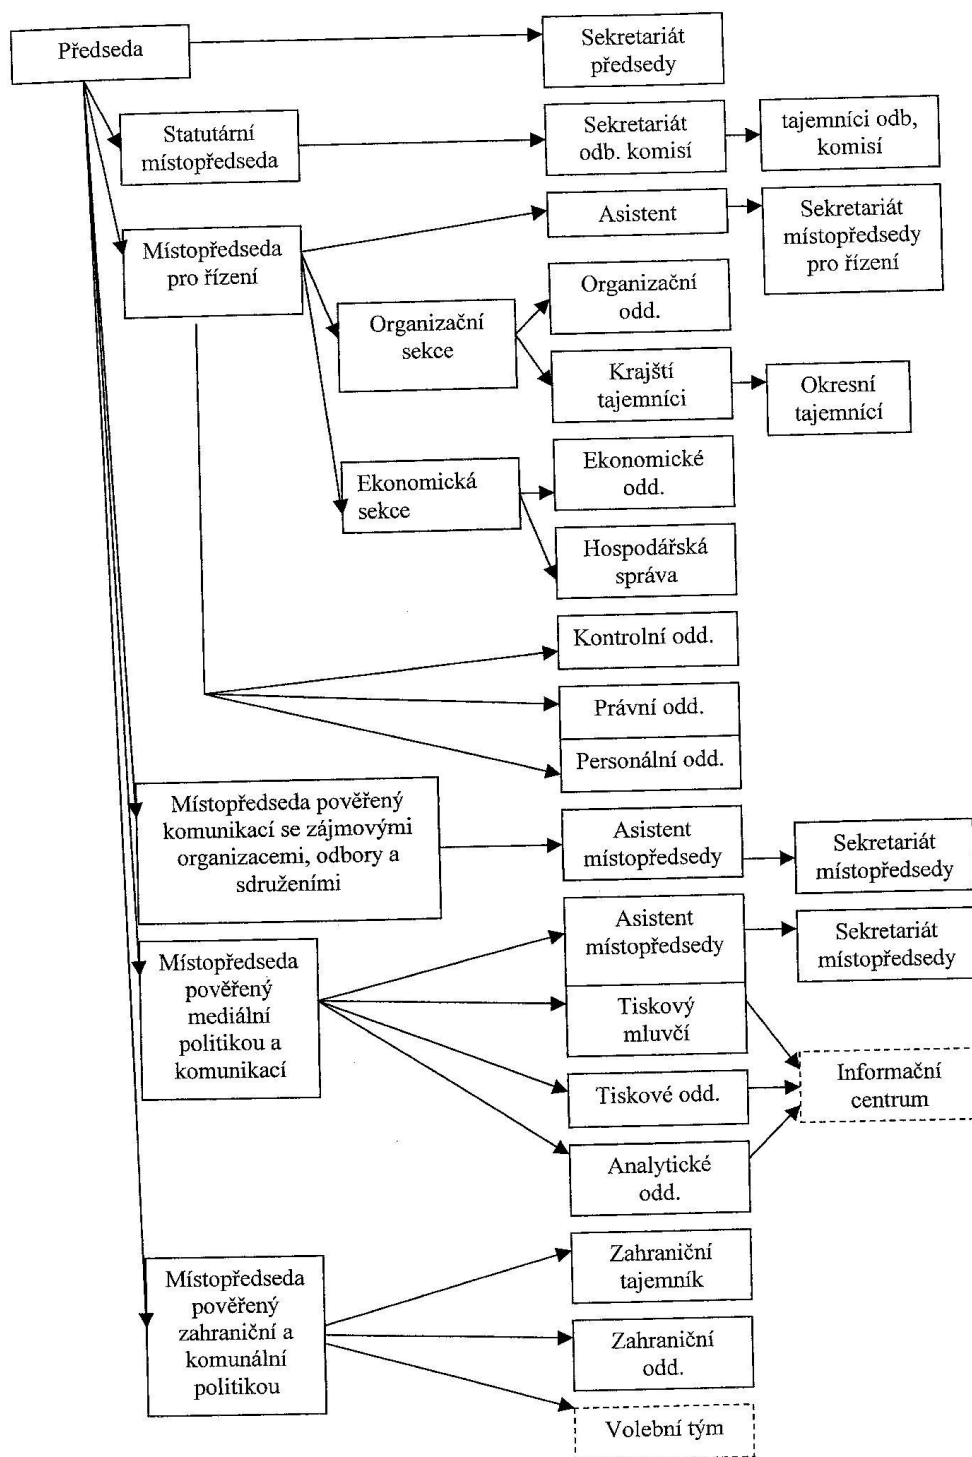 Předseda
Sekretariát
předsedy
Statutární
místopředseda
Sekretariát
odb. komisí
tajemníci odb,
komisí
Místopředseda
pro řízení
Asistent
Sekretariát
místopředsedy
pro řízení
Organizační
sekce
Organizační
odd.
Krajští
tajemníci
Okresní
tajemnící
Ekonomická
sekce
Ekonomické
odd.
Hospodářská
správa
Kontrolní odd.
Právní odd.
Personální odd.
Místopředseda pověřený
komunikací se zájmovými
organizacemi, odbory a
sdruženími
Asistent
místopředsedy
Sekretariát
místopředsedy
Místopředseda
pověřený
mediální
politikou a
komunikací
Asistent
místopředsedy
Sekretariát
místopředsedy
Tiskový
mluvčí
Tiskové odd.
Informační
centrum
Analytické
odd.
Místopředseda
pověřený
zahraniční a
komunální
politikou
Zahraniční
tajemník
Zahraniční
odd.
Volební tým